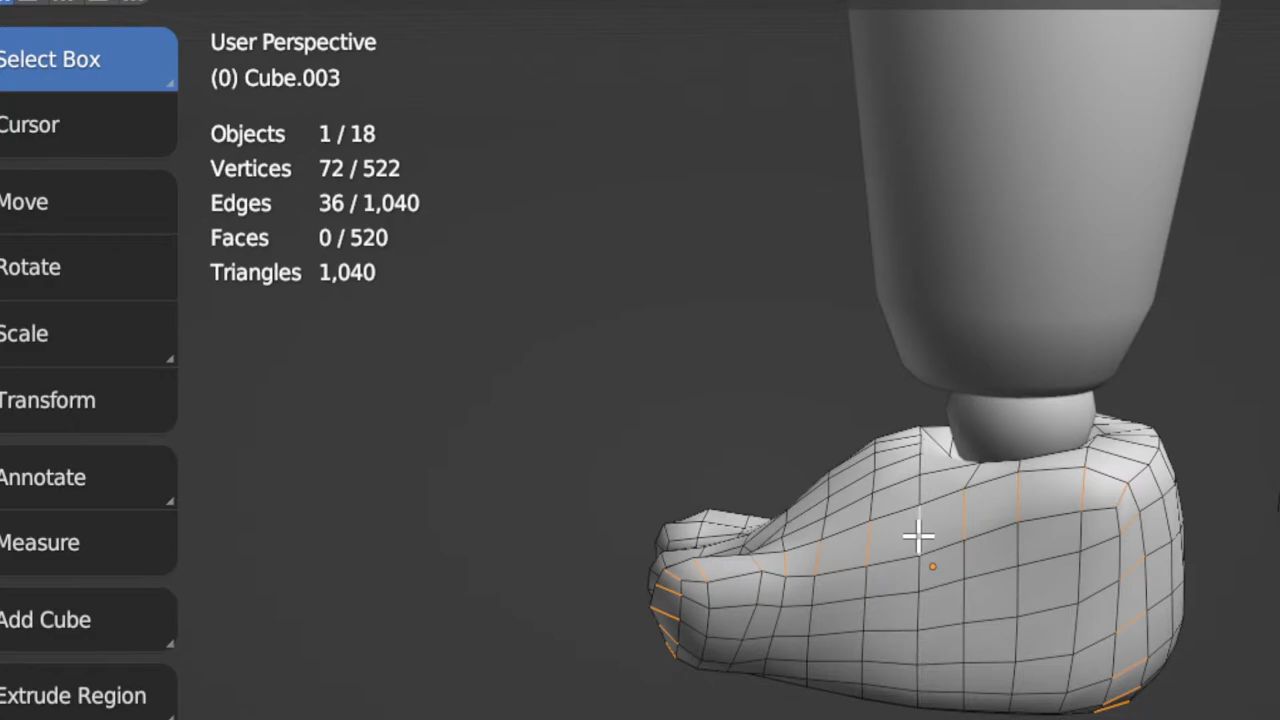 Select Box
Cursor
Move
Rotate
Scale
Transform
Annotate
Measure
Add Cube
Extrude Region
User Perspective
(0) Cube.003
Objects 1 / 18
Vertices 72 / 522
Edges 36 / 1,040
Faces 0 / 520
Triangles 1,040